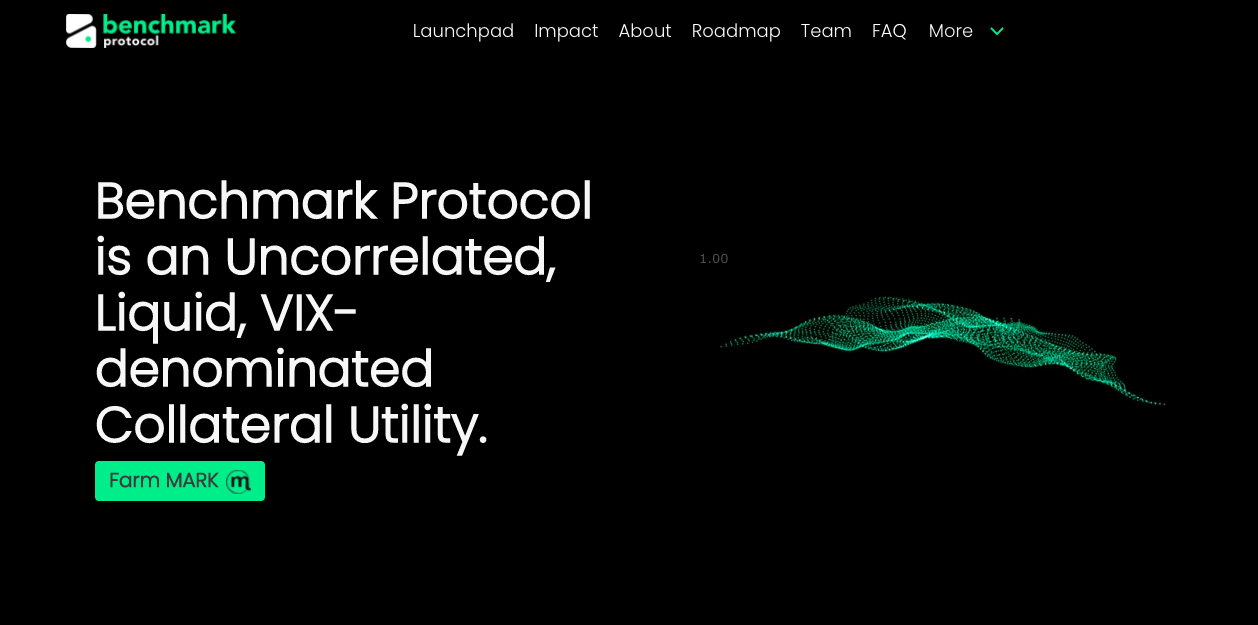 benchmark
protocol
Launchpad Impact About Roadmap Team FAQ More
Benchmark Protocol
is an Uncorrelated,
Liquid, VIX-
denominated
Collateral Utility.
1.00
Farm MARK m